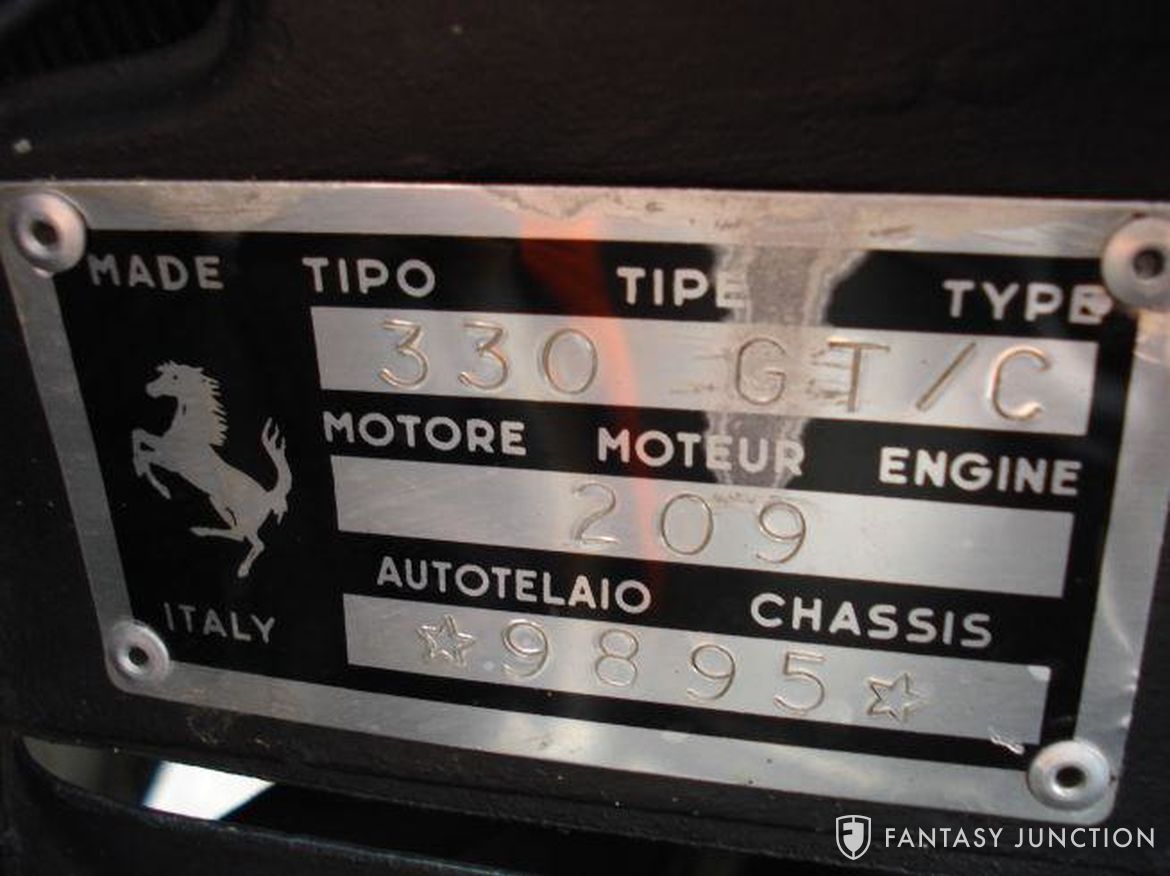 MADE TIPO TIPE TYPE
330 GT/C
MOTORE MOTEUR ENGINE
209
AUTOTELAIO CHASSIS
☆9895☆
ITALY
FANTASY JUNCTION